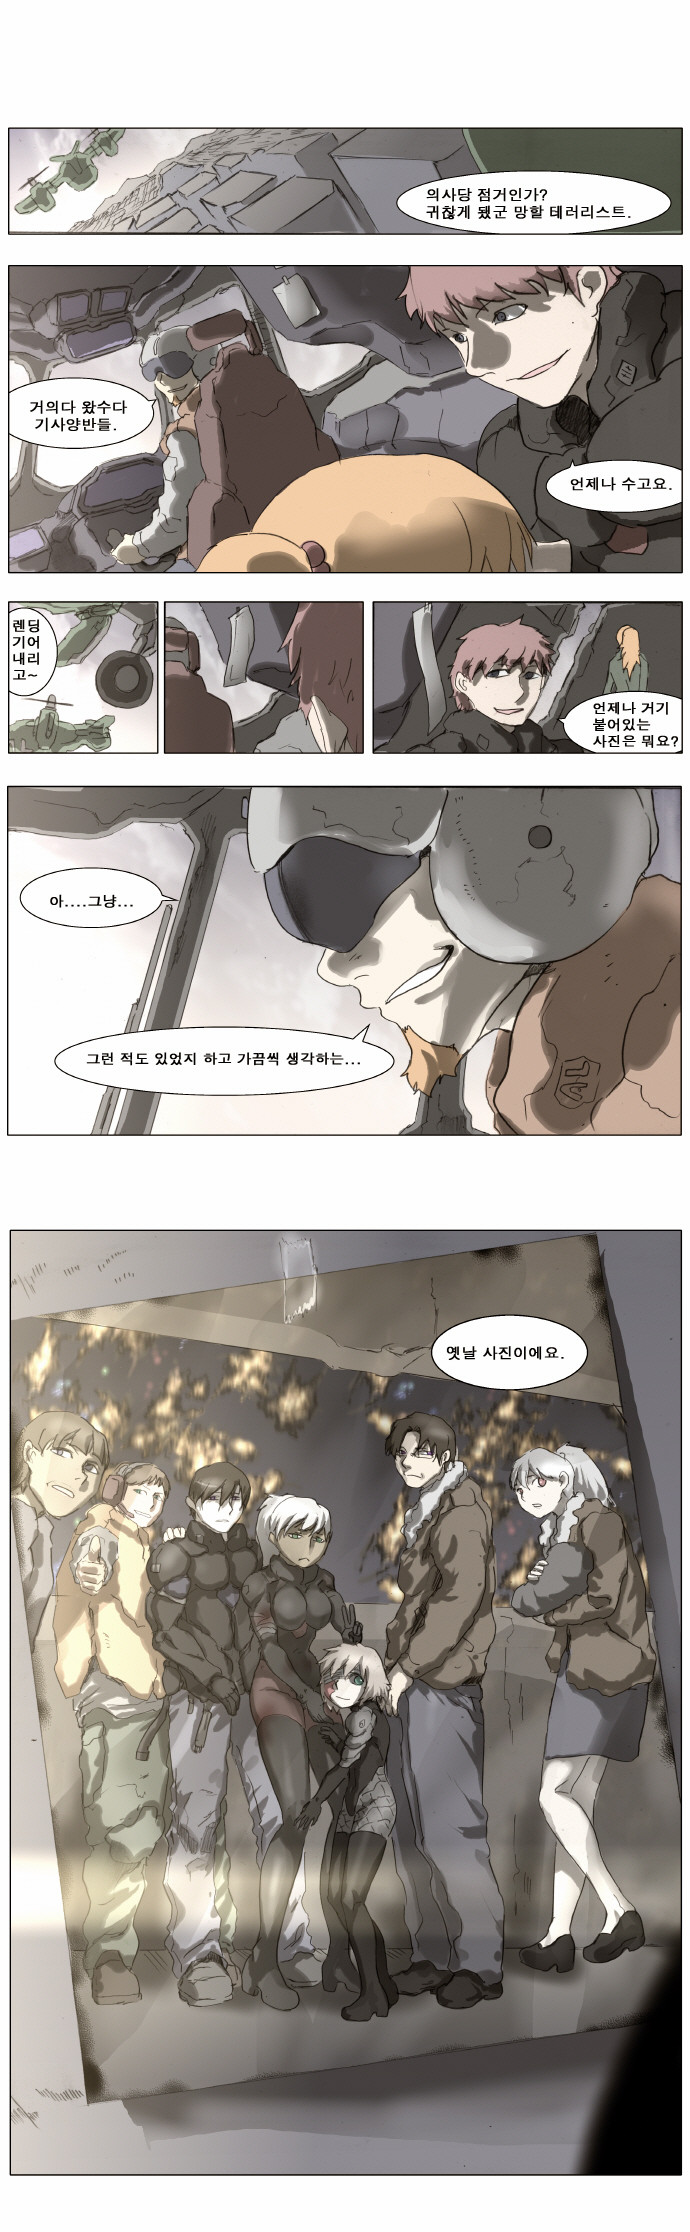 의사당 점거인가?
귀찮게 됐군 망할 테러리스트.
거의다 왔수다
기사양반들.
언제나 수고요.
렌딩
기어
내리
고~
언제나 거기
붙어있는
사진은 뭐요?
아....그냥...
그런 적도 있었지 하고 가끔씩 생각하는...
옛날 사진이에요.